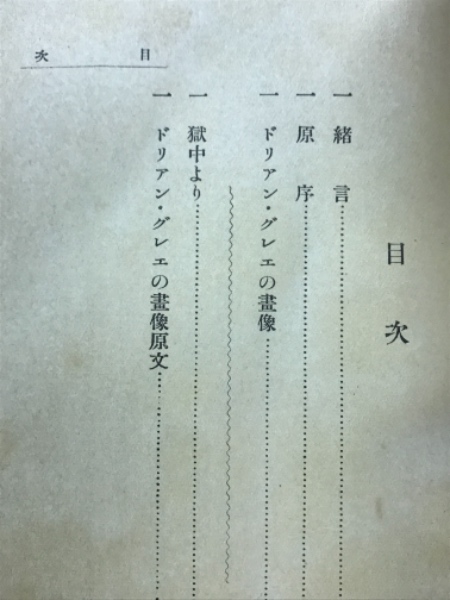 目次
一 緒言
一 原序
一 ドリアン・グレエの畫像
一 獄中より
一 ドリアン・グレエの畫像原文
目次